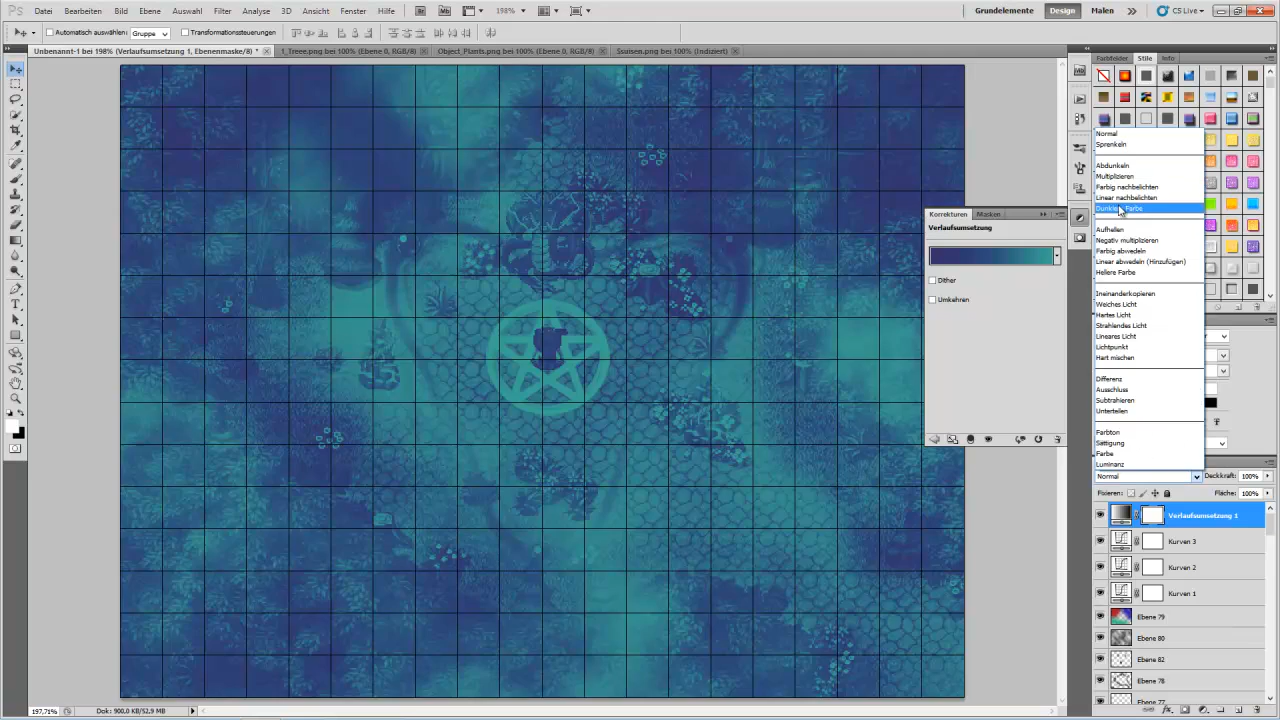 Ps Datei Bearbeiten Bild Ebene Auswahl Filter Analyse 3D Ansicht Fenster Hilfe Br Mb 198% Grundelemente Design Malen CS Live
Automatisch auswählen: Gruppe Transformationssteuerungen
Unbenannt-1 bei 198% (Verlaufsumsetzung 1, Ebenenmaske/8) * 1_Treee.png bei 100% (Ebene 0, RGB/8) Object_Plants.png bei 100% (Ebene 0, RGB/8) Ssuisen.png bei 100% (Indiziert)
Farbfelder Stile Info
Normal
Sprenkeln
Abdunkeln
Multiplizieren
Farbig nachbelichten
Linear nachbelichten
Aufhellen
Negativ multiplizieren
Farbig abwedeln
Linear abwedeln (Hinzufügen)
Hellere Farbe
Ineinanderkopieren
Weiches Licht
Hartes Licht
Strahlendes Licht
Lineares Licht
Lichtpunkt
Hart mischen
Differenz
Ausschluss
Subtrahieren
Unterteilen
Farbton
Sättigung
Farbe
Luminanz
Korrekturen Masken
Verlaufsumsetzung
Dither
Umkehren
Normal Deckkraft: 100%
Fixieren: Fläche: 100%
Verlaufsumsetzung 1
Kurven 3
Kurven 2
Kurven 1
Ebene 79
Ebene 80
Ebene 82
Ebene 78
Ebene 77
197,71% Dok: 900,0 KB/52,9 MB